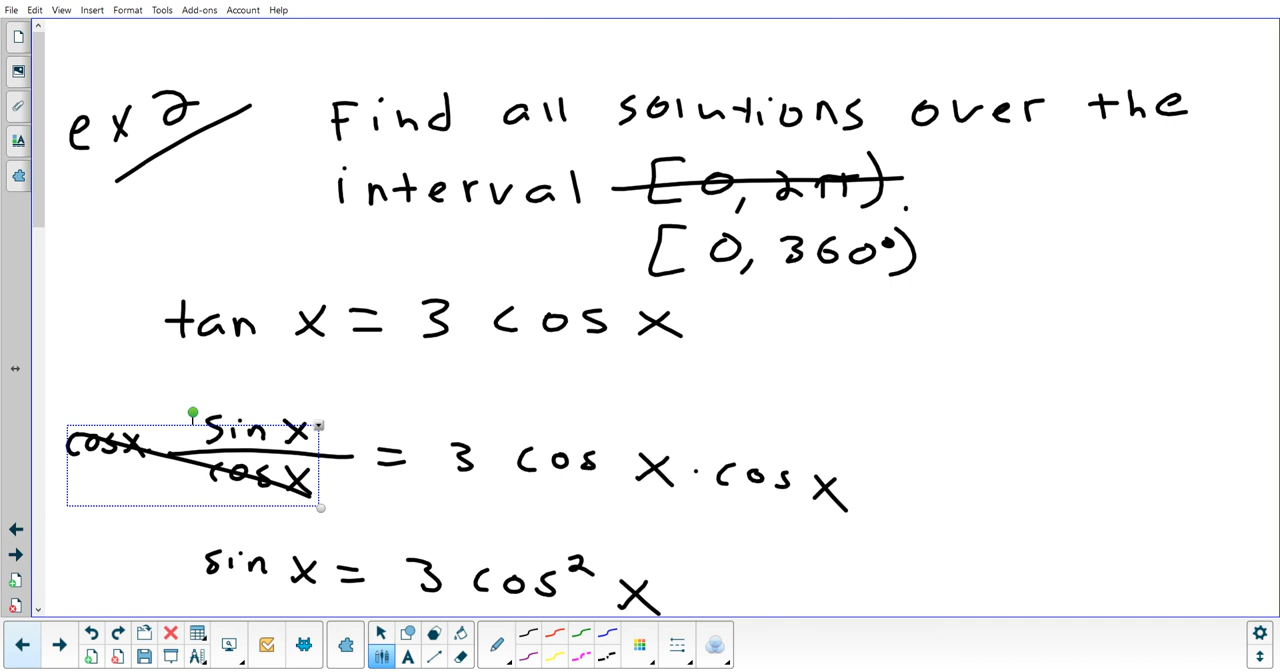 File Edit View Insert Format Tools Add-ons Account Help
ex 2 Find all solutions over the
interval [0, 2π).
[0, 360°)
tan x = 3 cos x
cosx · sin x / cos x = 3 cos x · cos x
sin x = 3 cos² x